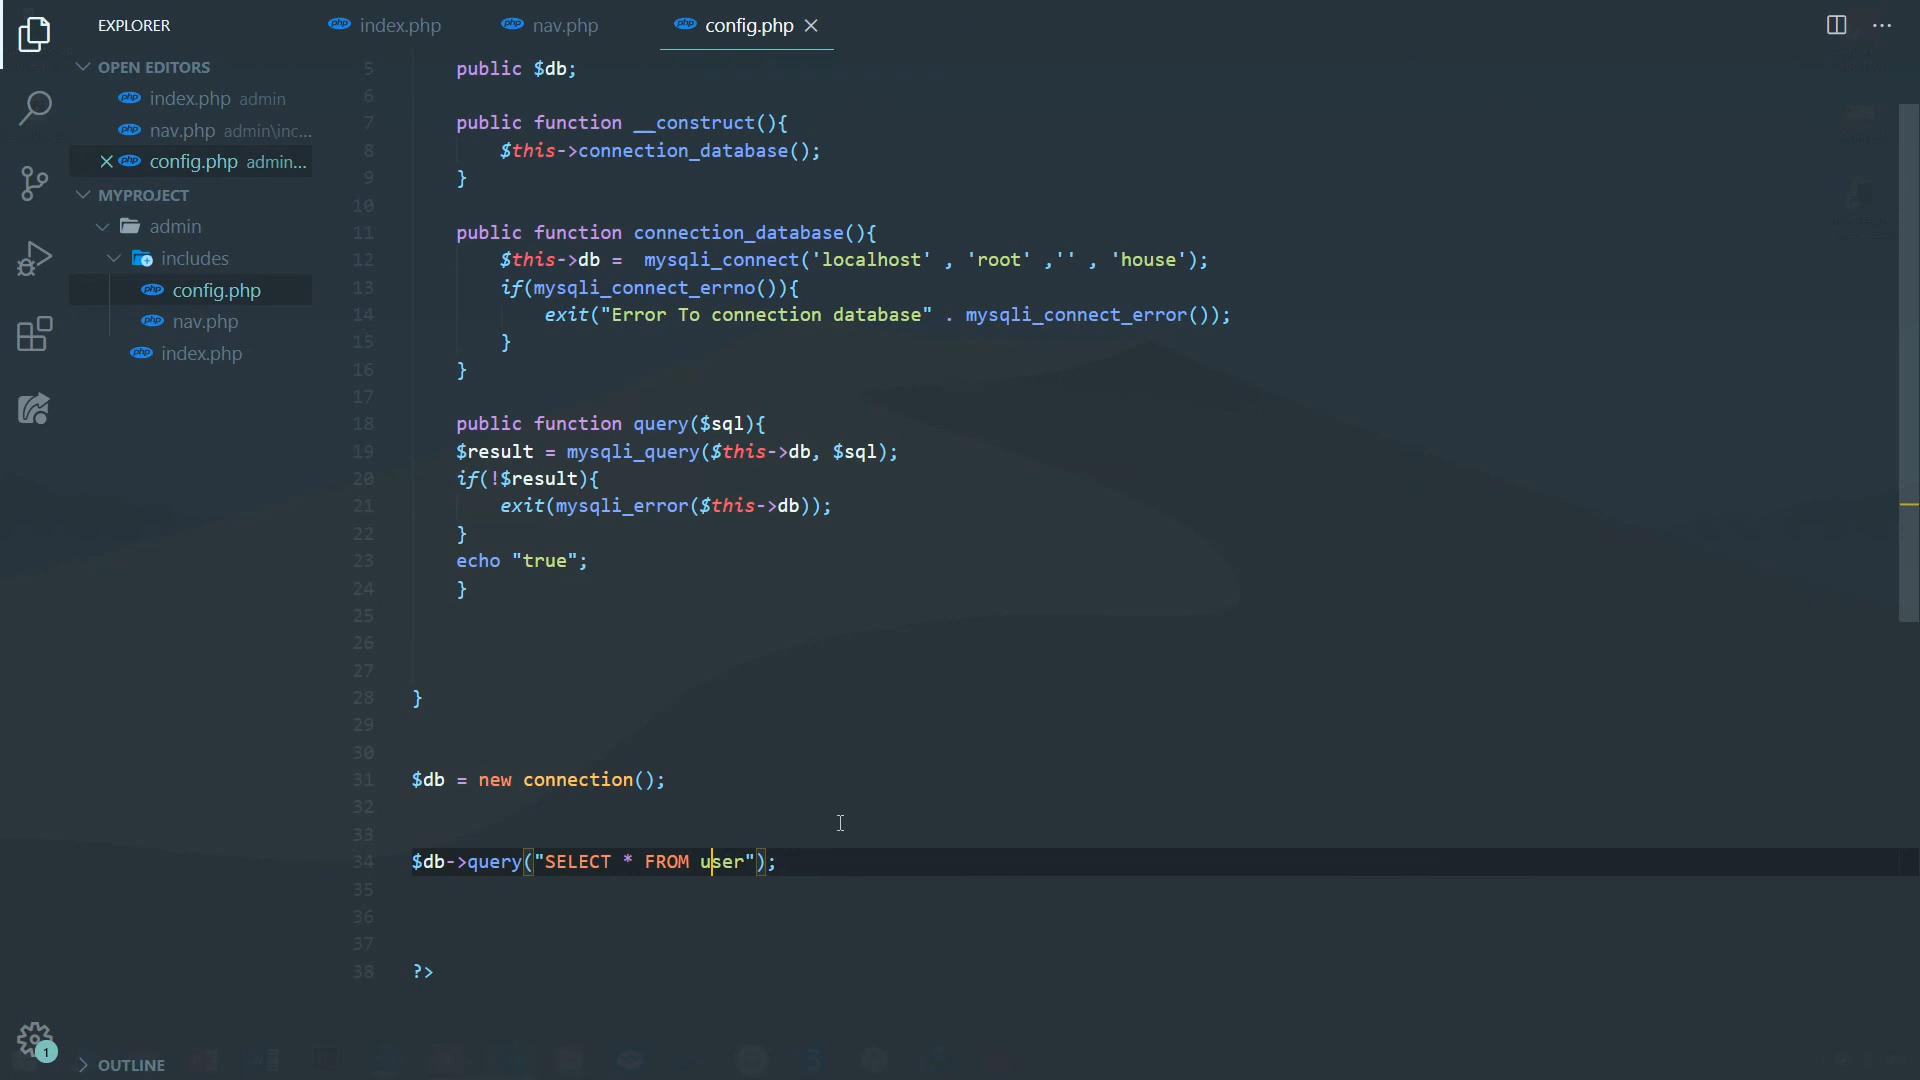 EXPLORER
index.php
nav.php
config.php
OPEN EDITORS
index.php admin
nav.php admin\inc...
config.php admin...
MYPROJECT
admin
includes
config.php
nav.php
index.php
5 public $db;
6
7 public function __construct(){
8 $this->connection_database();
9 }
10
11 public function connection_database(){
12 $this->db = mysqli_connect('localhost' , 'root' ,'' , 'house');
13 if(mysqli_connect_errno()){
14 exit("Error To connection database" . mysqli_connect_error());
15 }
16 }
17
18 public function query($sql){
19 $result = mysqli_query($this->db, $sql);
20 if(!$result){
21 exit(mysqli_error($this->db));
22 }
23 echo "true";
24 }
25
26
27
28 }
29
30
31 $db = new connection();
32
33
34 $db->query("SELECT * FROM user");
35
36
37
38 ?>
1
OUTLINE